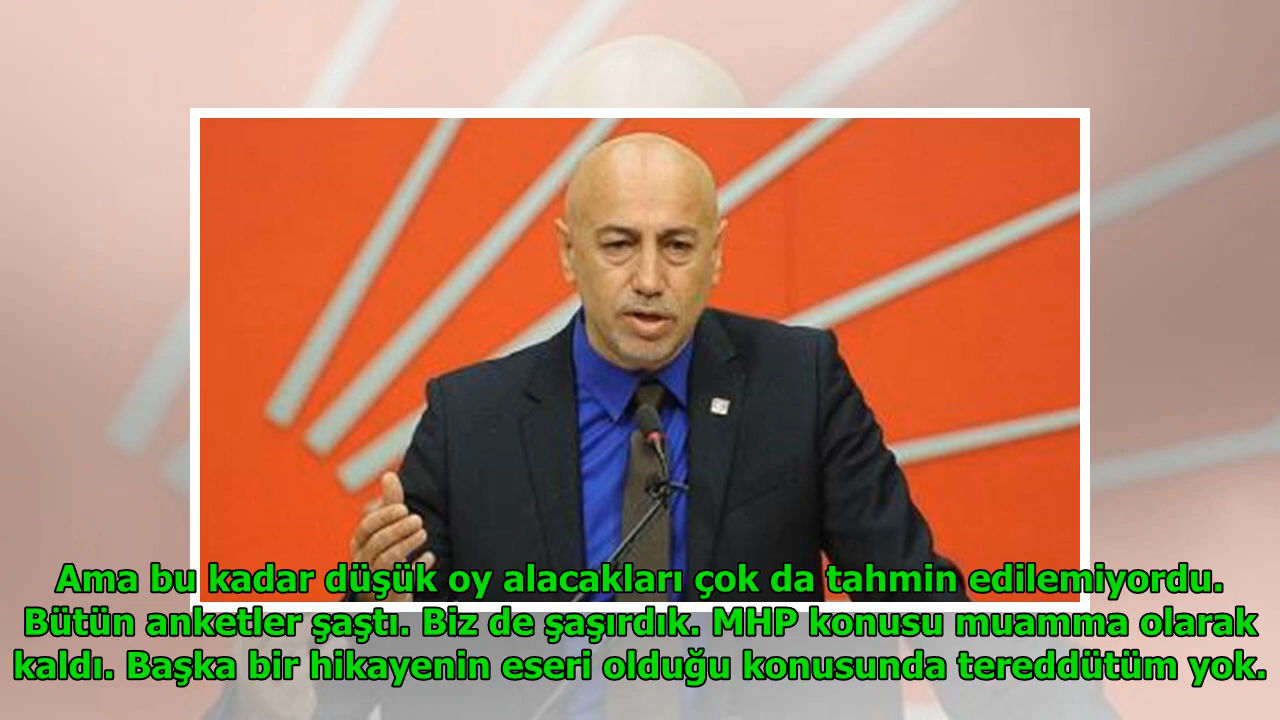 Ama bu kadar düşük oy alacakları çok da tahmin edilemiyordu.
Bütün anketler şaştı. Biz de şaşırdık. MHP konusu muamma olarak
kaldı. Başka bir hikayenin eseri olduğu konusunda tereddütüm yok.